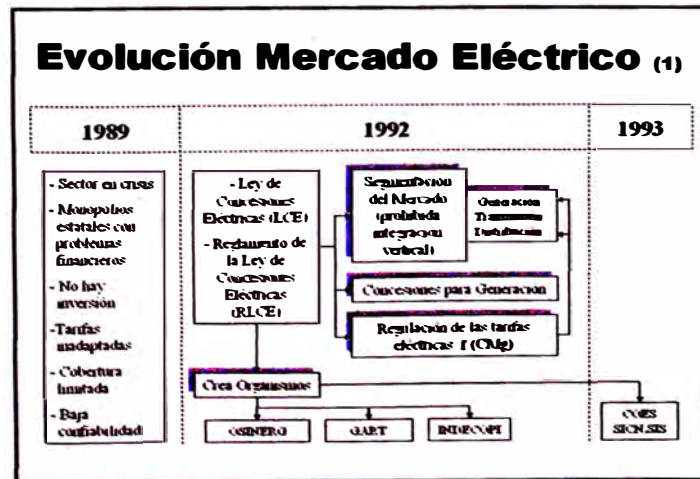 Evolución Mercado Eléctrico (1)
1989
1992
1993
- Sector en crisis
- Monopolios
estatales con
problemas
financieros
- No hay
inversión
-Tarifas
inadaptadas
- Cobertura
limitada
- Baja
confiabilidad
- Ley de
Concesiones
Eléctricas (LCE)
- Reglamento de
la Ley de
Concesiones
Eléctricas
(RLCE)
Segmentación
del Mercado
(prohibida
integración
vertical)
Generación
Transmisión
Distribución
Concesiones para Generación
Regulación de las tarifas
eléctricas f (CMg)
Crea Organismos
OSINERG
GART
INDECOPI
COES